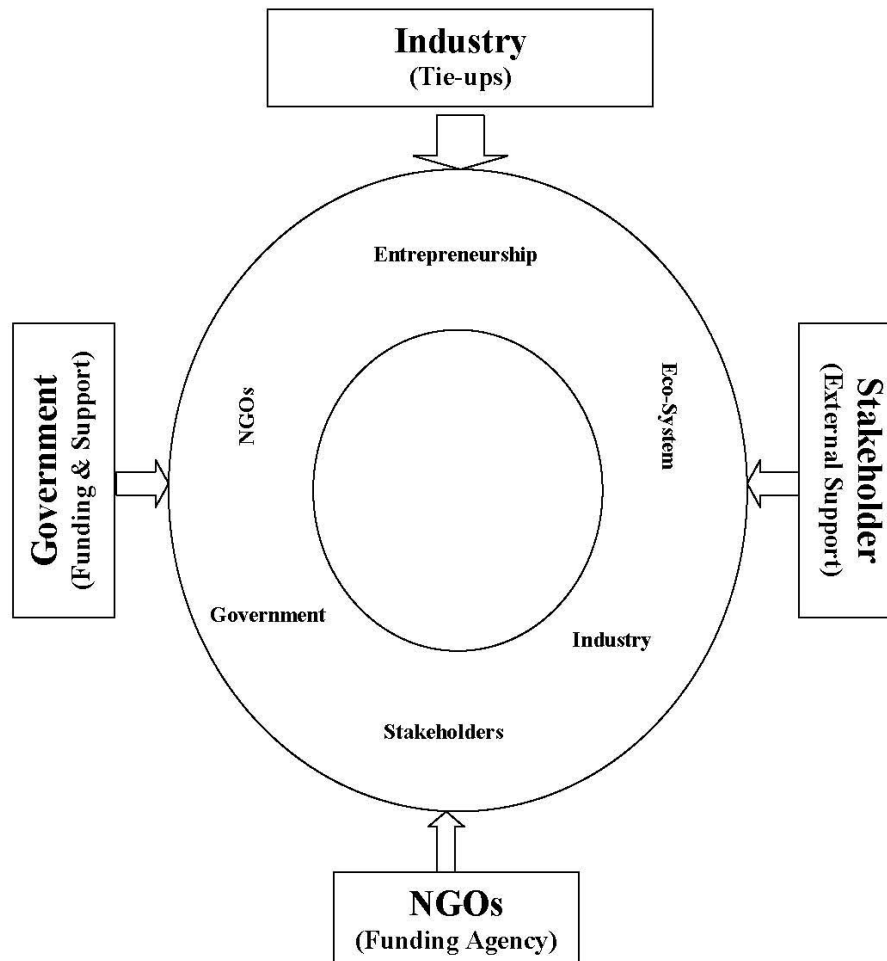 Industry
(Tie-ups)
Entrepreneurship
Government
(Funding & Support)
NGOs
Eco-System
Stakeholder
(External Support)
Government
Industry
Stakeholders
NGOs
(Funding Agency)